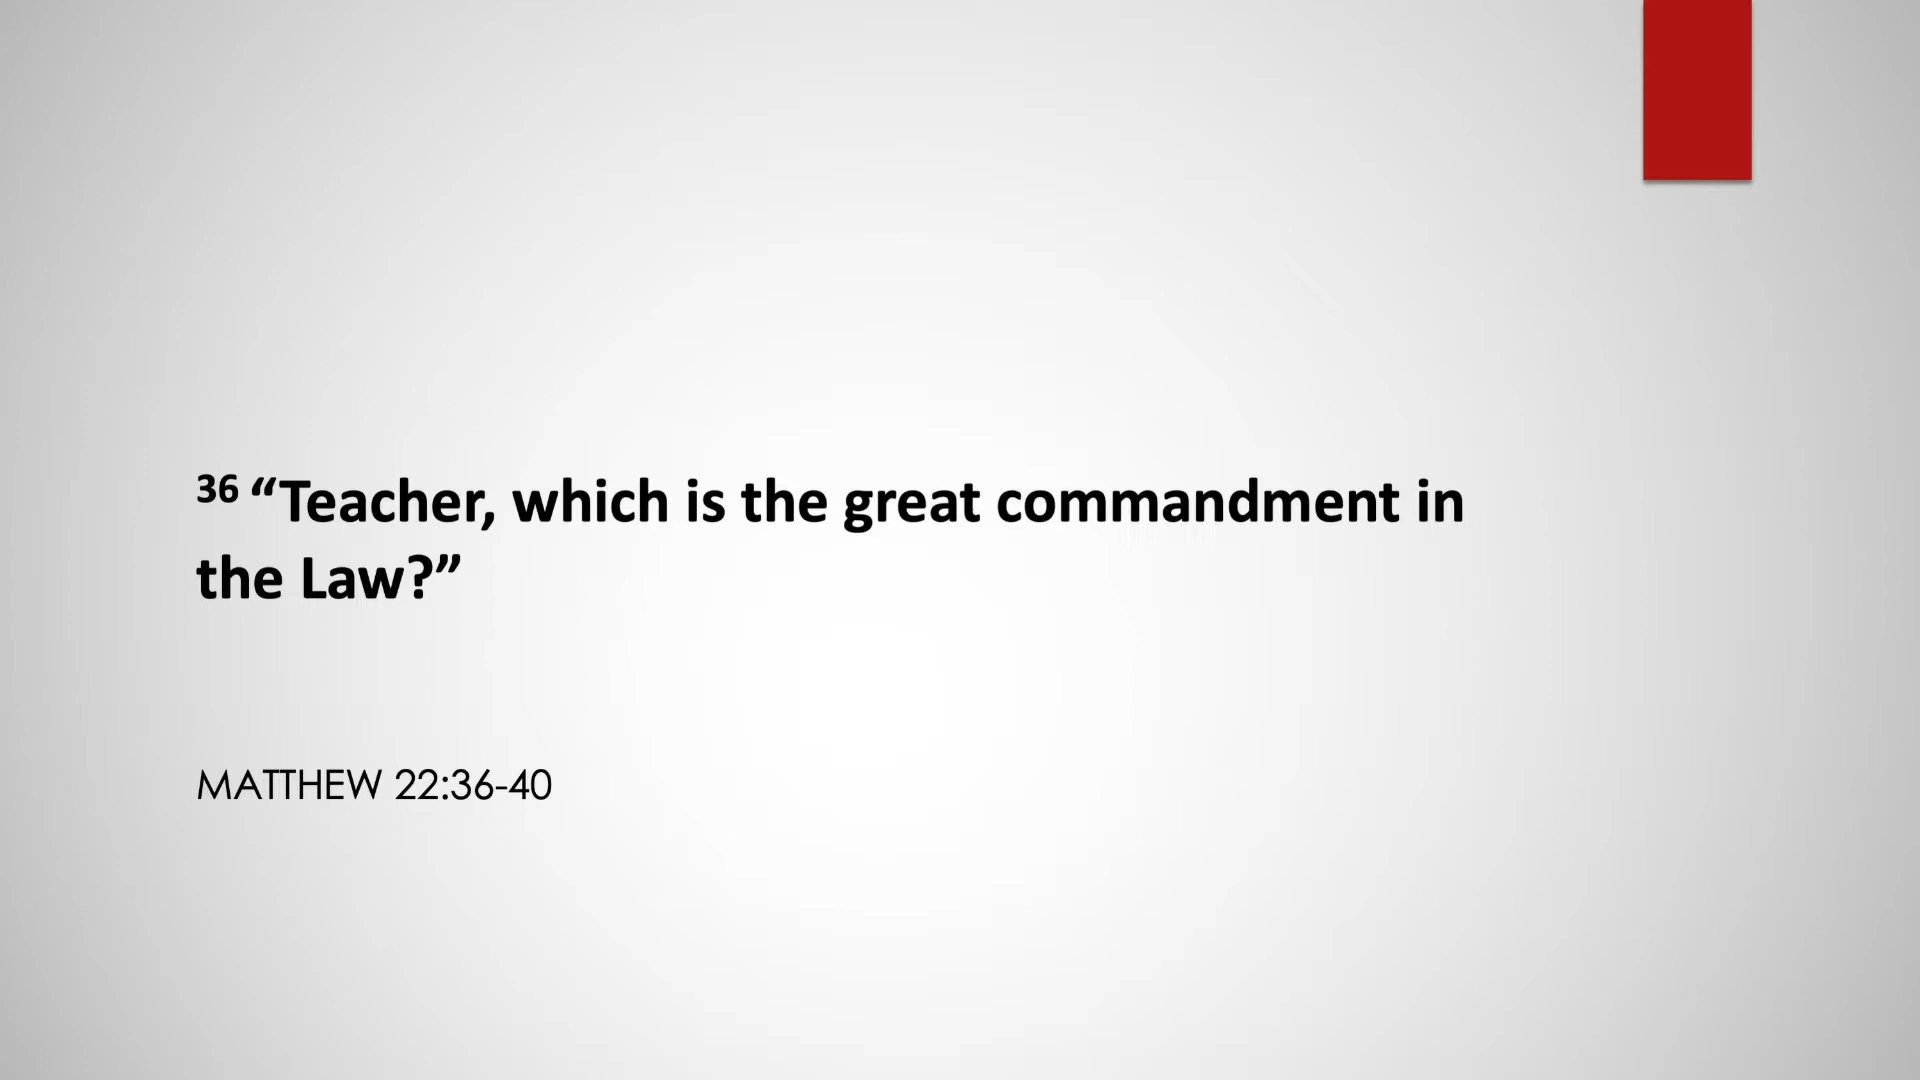 36 “Teacher, which is the great commandment in
the Law?”
MATTHEW 22:36-40